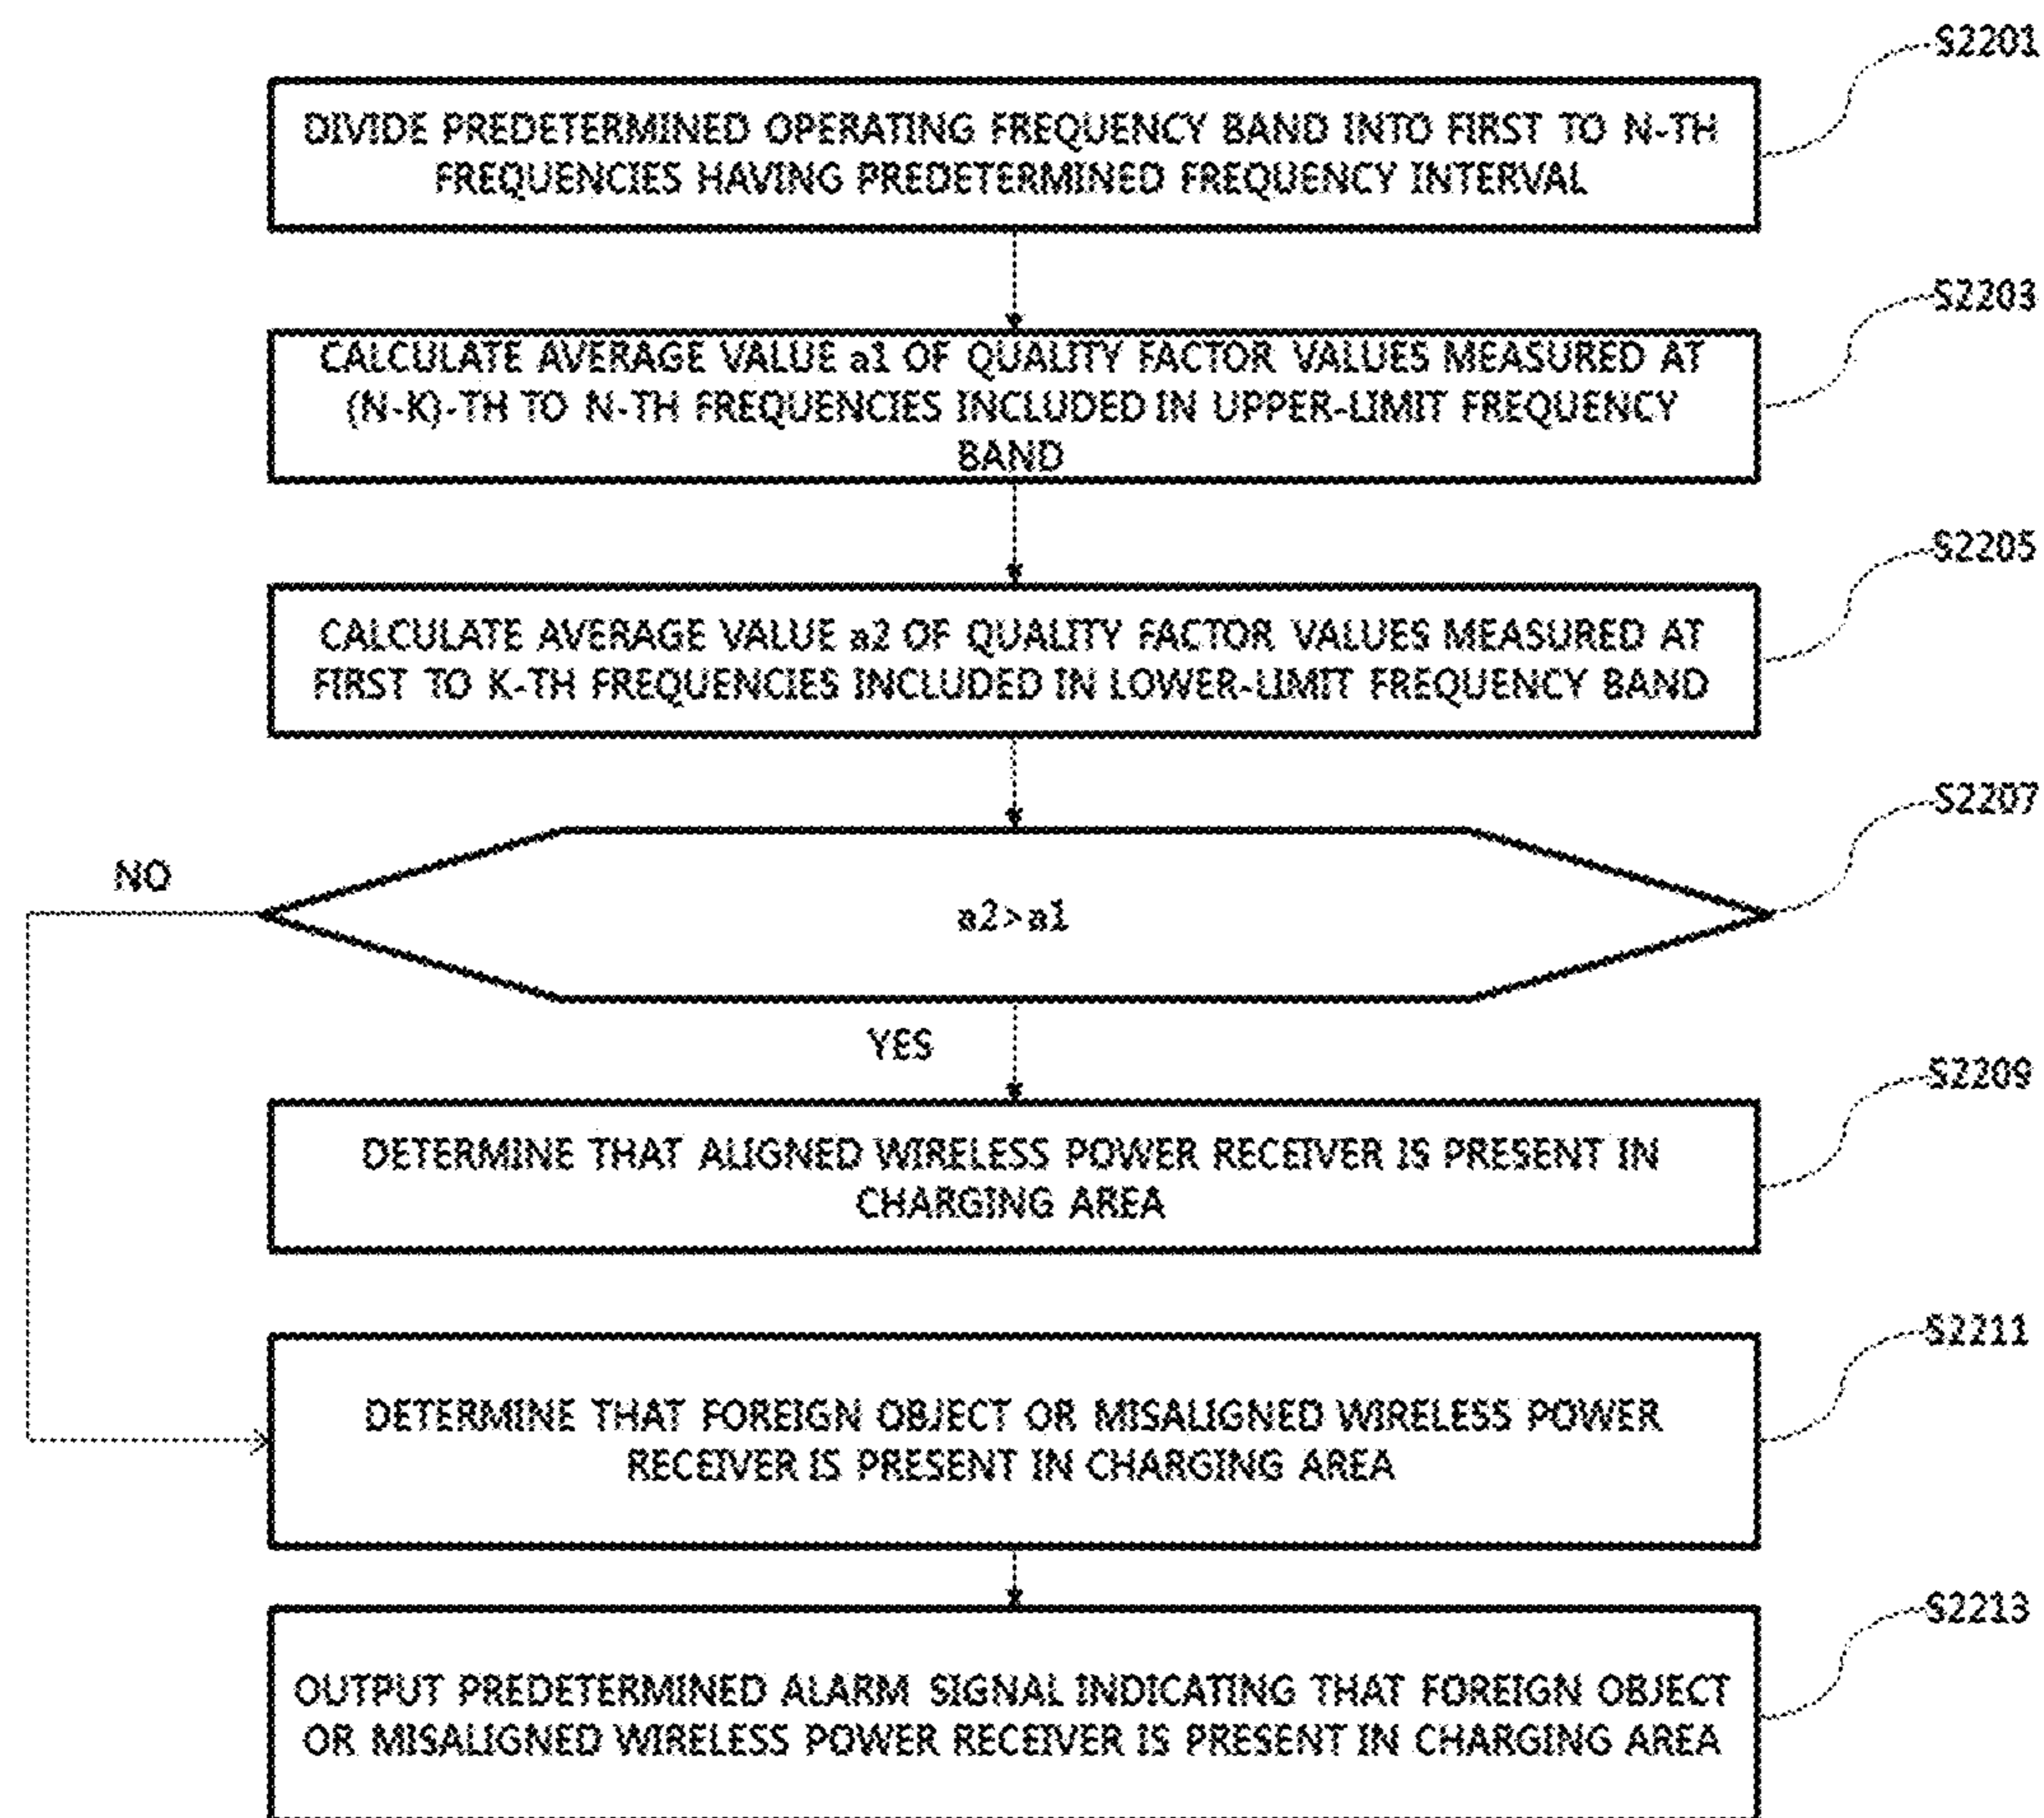 S2201
DIVIDE PREDETERMINED OPERATING FREQUENCY BAND INTO FIRST TO N-TH
FREQUENCIES HAVING PREDETERMINED FREQUENCY INTERVAL
S2203
CALCULATE AVERAGE VALUE a1 OF QUALITY FACTOR VALUES MEASURED AT
(N-K)-TH TO N-TH FREQUENCIES INCLUDED IN UPPER-LIMIT FREQUENCY
BAND
S2205
CALCULATE AVERAGE VALUE a2 OF QUALITY FACTOR VALUES MEASURED AT
FIRST TO K-TH FREQUENCIES INCLUDED IN LOWER-LIMIT FREQUENCY BAND
S2207
NO
a2>a1
YES
S2209
DETERMINE THAT ALIGNED WIRELESS POWER RECEIVER IS PRESENT IN
CHARGING AREA
S2211
DETERMINE THAT FOREIGN OBJECT OR MISALIGNED WIRELESS POWER
RECEIVER IS PRESENT IN CHARGING AREA
S2213
OUTPUT PREDETERMINED ALARM SIGNAL INDICATING THAT FOREIGN OBJECT
OR MISALIGNED WIRELESS POWER RECEIVER IS PRESENT IN CHARGING AREA